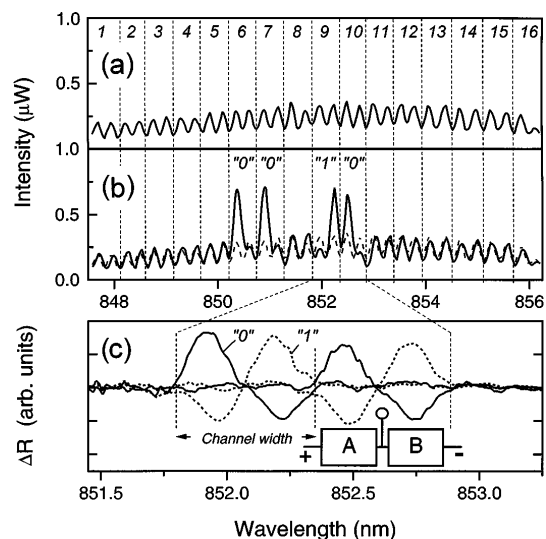 1 2 3 4 5 6 7 8 9 10 11 12 13 14 15 16
1.0
(a)
0.5
0.0
Intensity (μW)
1.0
"0" "0" "1" "0"
(b)
0.5
0.0
848 850 852 854 856
(c)
"0" "1"
ΔR (arb. units)
Channel width
+ A B -
851.5 852.0 852.5 853.0
Wavelength (nm)